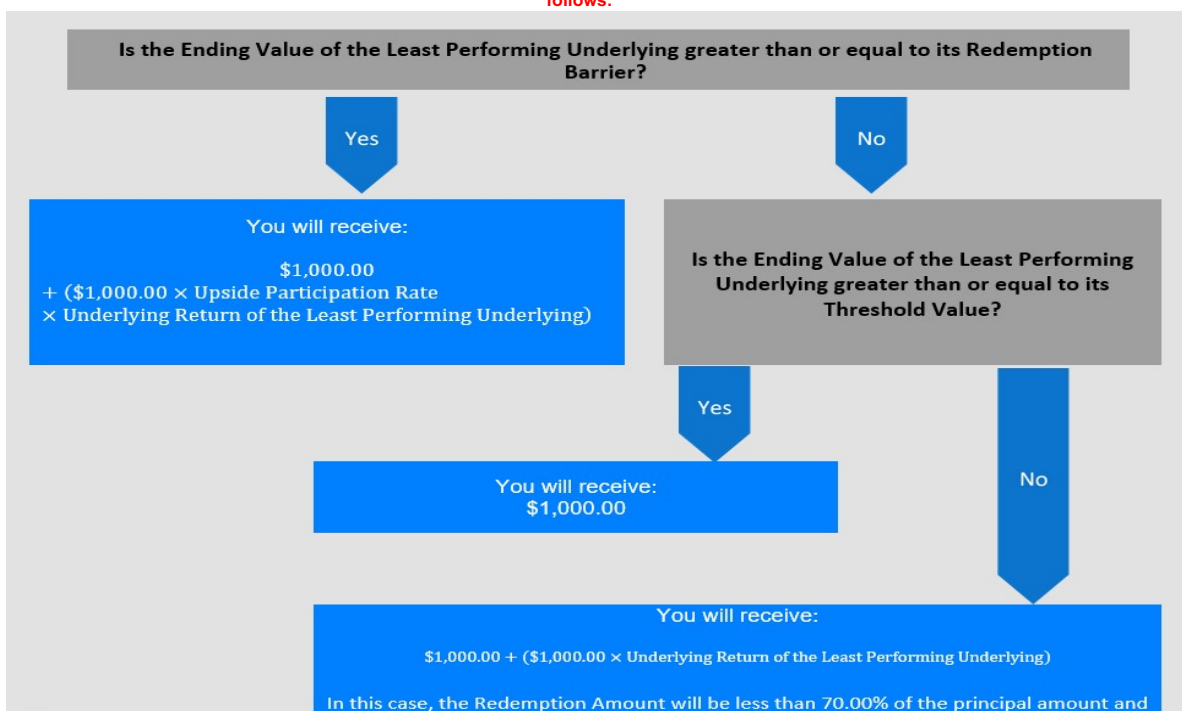 follows:
Is the Ending Value of the Least Performing Underlying greater than or equal to its Redemption
Barrier?
Yes
No
You will receive:
$1,000.00
+ ($1,000.00 × Upside Participation Rate
× Underlying Return of the Least Performing Underlying)
Is the Ending Value of the Least Performing
Underlying greater than or equal to its
Threshold Value?
Yes
No
You will receive:
$1,000.00
You will receive:
$1,000.00 + ($1,000.00 × Underlying Return of the Least Performing Underlying)
In this case, the Redemption Amount will be less than 70.00% of the principal amount and